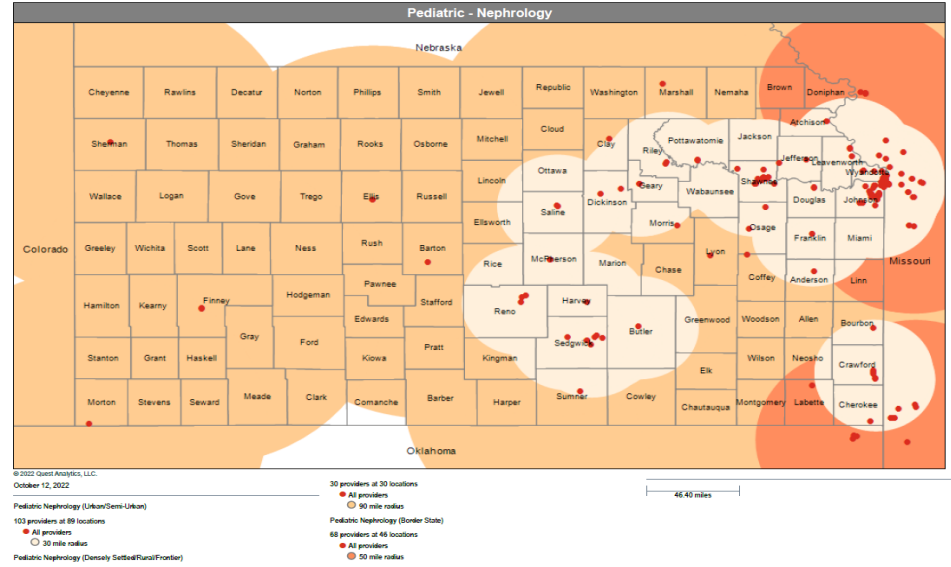 Pediatric - Nephrology
Nebraska
Cheyenne Rawlins Decatur Norton Phillips Smith Jewell Republic Washington Marshall Nemaha Brown Doniphan
Sherman Thomas Sheridan Graham Rooks Osborne Mitchell Cloud Clay Riley Pottawatomie Jackson Atchison
Jefferson Leavenworth
Wallace Logan Gove Trego Ellis Russell Lincoln Ottawa Saline Dickinson Geary Wabaunsee Shawnee Douglas Johnson Wyandotte
Colorado Greeley Wichita Scott Lane Ness Rush Barton Ellsworth Rice McPherson Marion Morris Chase Lyon Osage Franklin Miami Missouri
Hamilton Kearny Finney Hodgeman Pawnee Stafford Reno Harvey Butler Greenwood Coffey Anderson Linn
Gray Ford Edwards Sedgwick Woodson Allen Bourbon
Stanton Grant Haskell Kiowa Pratt Kingman Elk Wilson Neosho Crawford
Morton Stevens Seward Meade Clark Comanche Barber Harper Sumner Cowley Chautauqua Montgomery Labette Cherokee
Oklahoma
© 2022 Quest Analytics, LLC.
October 12, 2022
Pediatric Nephrology (Urban/Semi-Urban)
103 providers at 89 locations
All providers
30 mile radius
Pediatric Nephrology (Densely Settled/Rural/Frontier)
30 providers at 30 locations
All providers
90 mile radius
Pediatric Nephrology (Border State)
68 providers at 46 locations
All providers
50 mile radius
46.40 miles